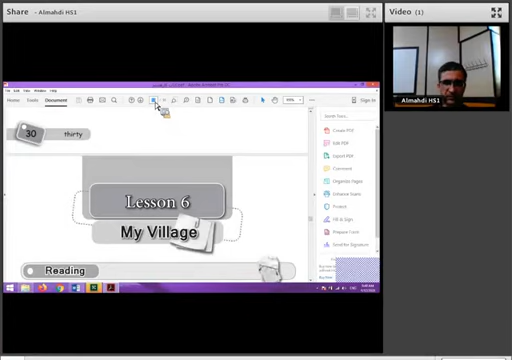 Share - Almahdi HS1
Video (1)
Almahdi HS1
Home Tools Document
Sign In
30 thirty
Lesson 6
My Village
Reading
Create PDF
Edit PDF
Export PDF
Comment
Organize Pages
Enhance Scans
Protect
Fill & Sign
Prepare Form
Send for Signature